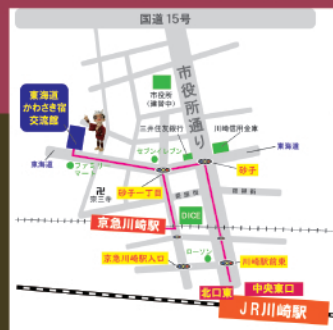 国道15号
市役所
(建替中)
市役所通り
東海道
かわさき宿
交流館
三井住友銀行
川崎信用金庫
セブンイレブン
東海道
東海道
ファミリー
マート
砂子
宗三寺
砂子一丁目
DICE
京急川崎駅
ローソン
京急川崎駅入口
川崎駅前東
北口東
中央東口
JR川崎駅